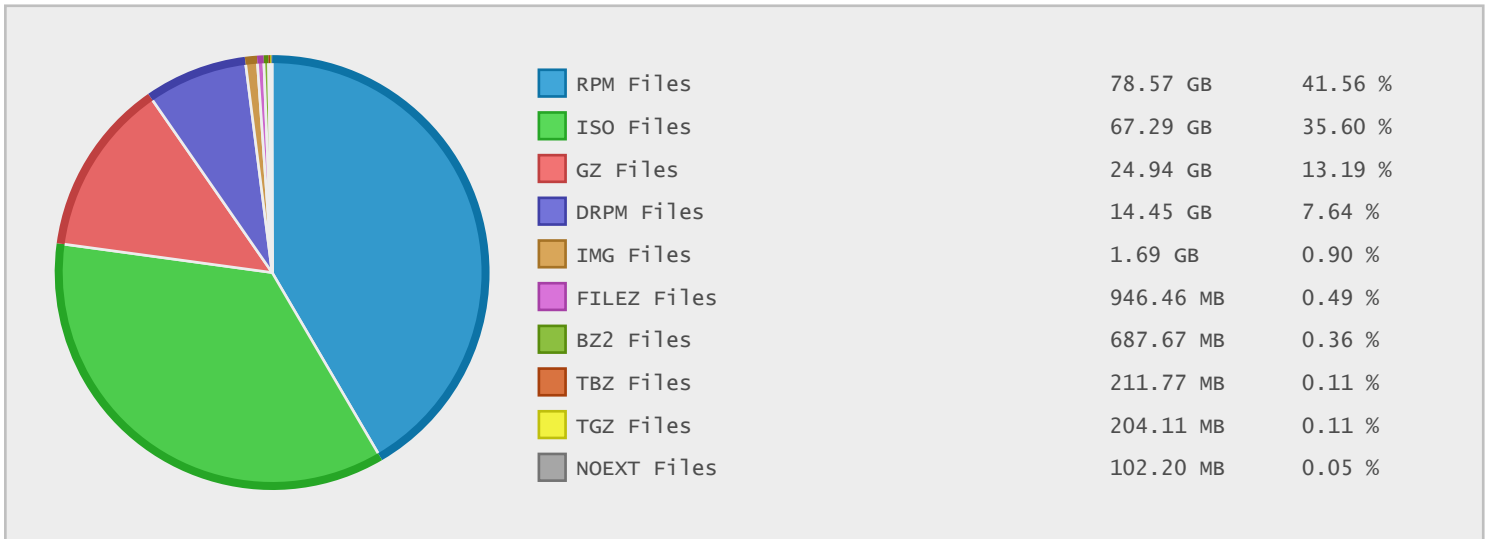 RPM Files 78.57 GB 41.56 %
ISO Files 67.29 GB 35.60 %
GZ Files 24.94 GB 13.19 %
DRPM Files 14.45 GB 7.64 %
IMG Files 1.69 GB 0.90 %
FILEZ Files 946.46 MB 0.49 %
BZ2 Files 687.67 MB 0.36 %
TBZ Files 211.77 MB 0.11 %
TGZ Files 204.11 MB 0.11 %
NOEXT Files 102.20 MB 0.05 %